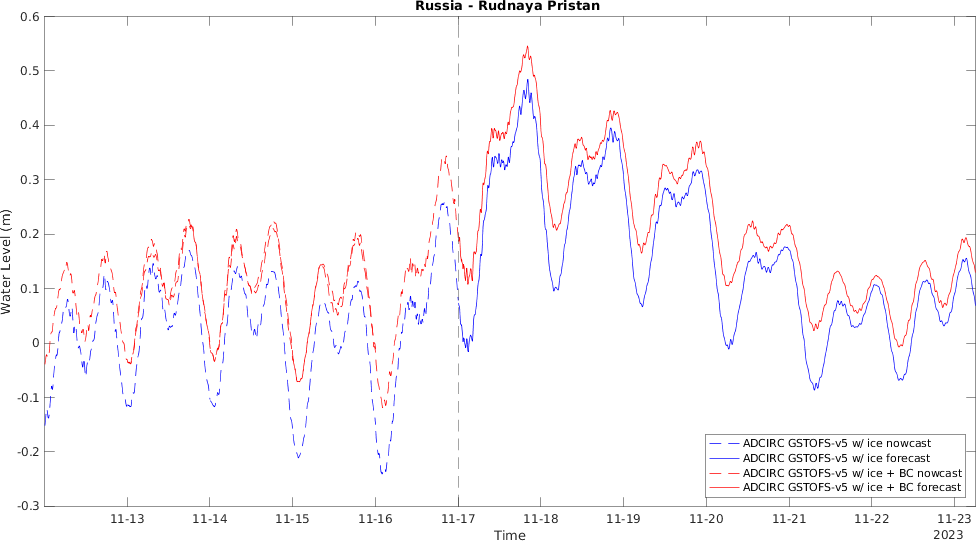 Russia - Rudnaya Pristan
Water Level (m)
0.6
0.5
0.4
0.3
0.2
0.1
0
-0.1
-0.2
-0.3
ADCIRC GSTOFS-v5 w/ ice nowcast
ADCIRC GSTOFS-v5 w/ ice forecast
ADCIRC GSTOFS-v5 w/ ice + BC nowcast
ADCIRC GSTOFS-v5 w/ ice + BC forecast
11-13 11-14 11-15 11-16 11-17 11-18 11-19 11-20 11-21 11-22 11-23
Time
2023